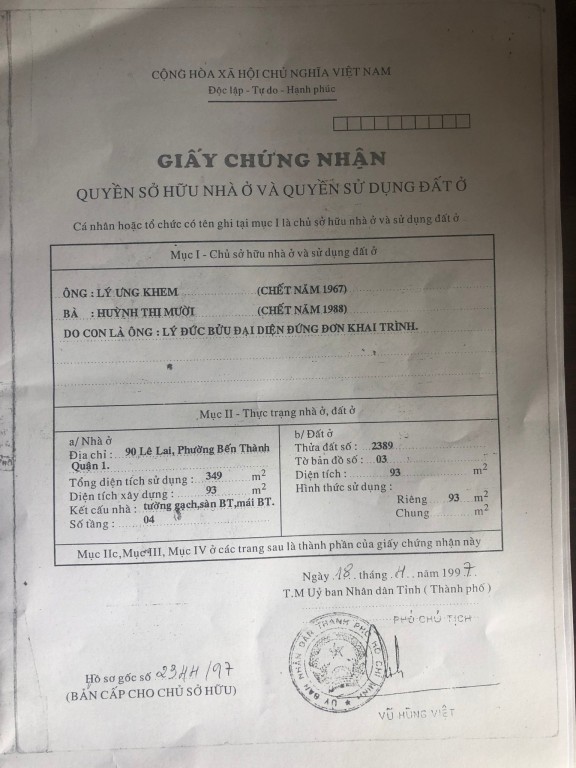 CỘNG HÒA XÃ HỘI CHỦ NGHĨA VIỆT NAM
Độc lập - Tự do - Hạnh phúc
GIẤY CHỨNG NHẬN
QUYỀN SỞ HỮU NHÀ Ở VÀ QUYỀN SỬ DỤNG ĐẤT Ở
Cá nhân hoặc tổ chức có tên ghi tại mục I là chủ sở hữu nhà ở và sử dụng đất ở
Mục I - Chủ sở hữu nhà ở và sử dụng đất ở
ÔNG : LÝ ƯNG KHEM (CHẾT NĂM 1967)
BÀ : HUỲNH THỊ MƯỜI (CHẾT NĂM 1988)
DO CON LÀ ÔNG : LÝ ĐỨC BỬU ĐẠI DIỆN ĐỨNG ĐƠN KHAI TRÌNH.
Mục II - Thực trạng nhà ở, đất ở
a/ Nhà ở
Địa chỉ : 90 Lê Lai, Phường Bến Thành
Quận 1.
Tổng diện tích sử dụng : 349 m2
Diện tích xây dựng : 93 m2
Kết cấu nhà : tường gạch,sàn BT,mái BT.
Số tầng : 04
b/ Đất ở
Thửa đất số : 2389
Tờ bản đồ số : 03
Diện tích : 93 m2
Hình thức sử dụng :
Riêng 93 m2
Chung m2
Mục IIc, Mục III, Mục IV ở các trang sau là thành phần của giấy chứng nhận này
Ngày 18 tháng 11 năm 1997
T.M Uỷ ban Nhân dân Tỉnh ( Thành phố )
PHÓ CHỦ TỊCH
ỦY BAN NHÂN DÂN THÀNH PHỐ HỒ CHÍ MINH
VŨ HÙNG VIỆT
Hồ sơ gốc số /97
(BẢN CẤP CHO CHỦ SỞ HỮU)